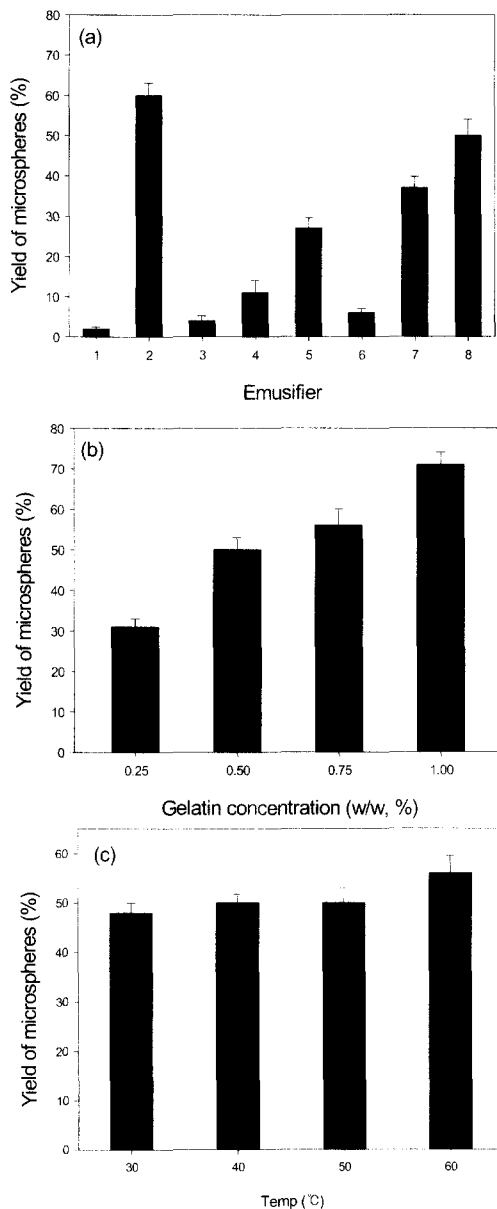 (a)
Yield of microspheres (%)
80
70
60
50
40
30
20
10
0
1 2 3 4 5 6 7 8
Emusifier
(b)
Yield of microspheres (%)
80
70
60
50
40
30
20
10
0
0.25 0.50 0.75 1.00
Gelatin concentration (w/w, %)
(c)
Yield of microspheres (%)
60
50
40
30
20
10
0
30 40 50 60
Temp (℃)